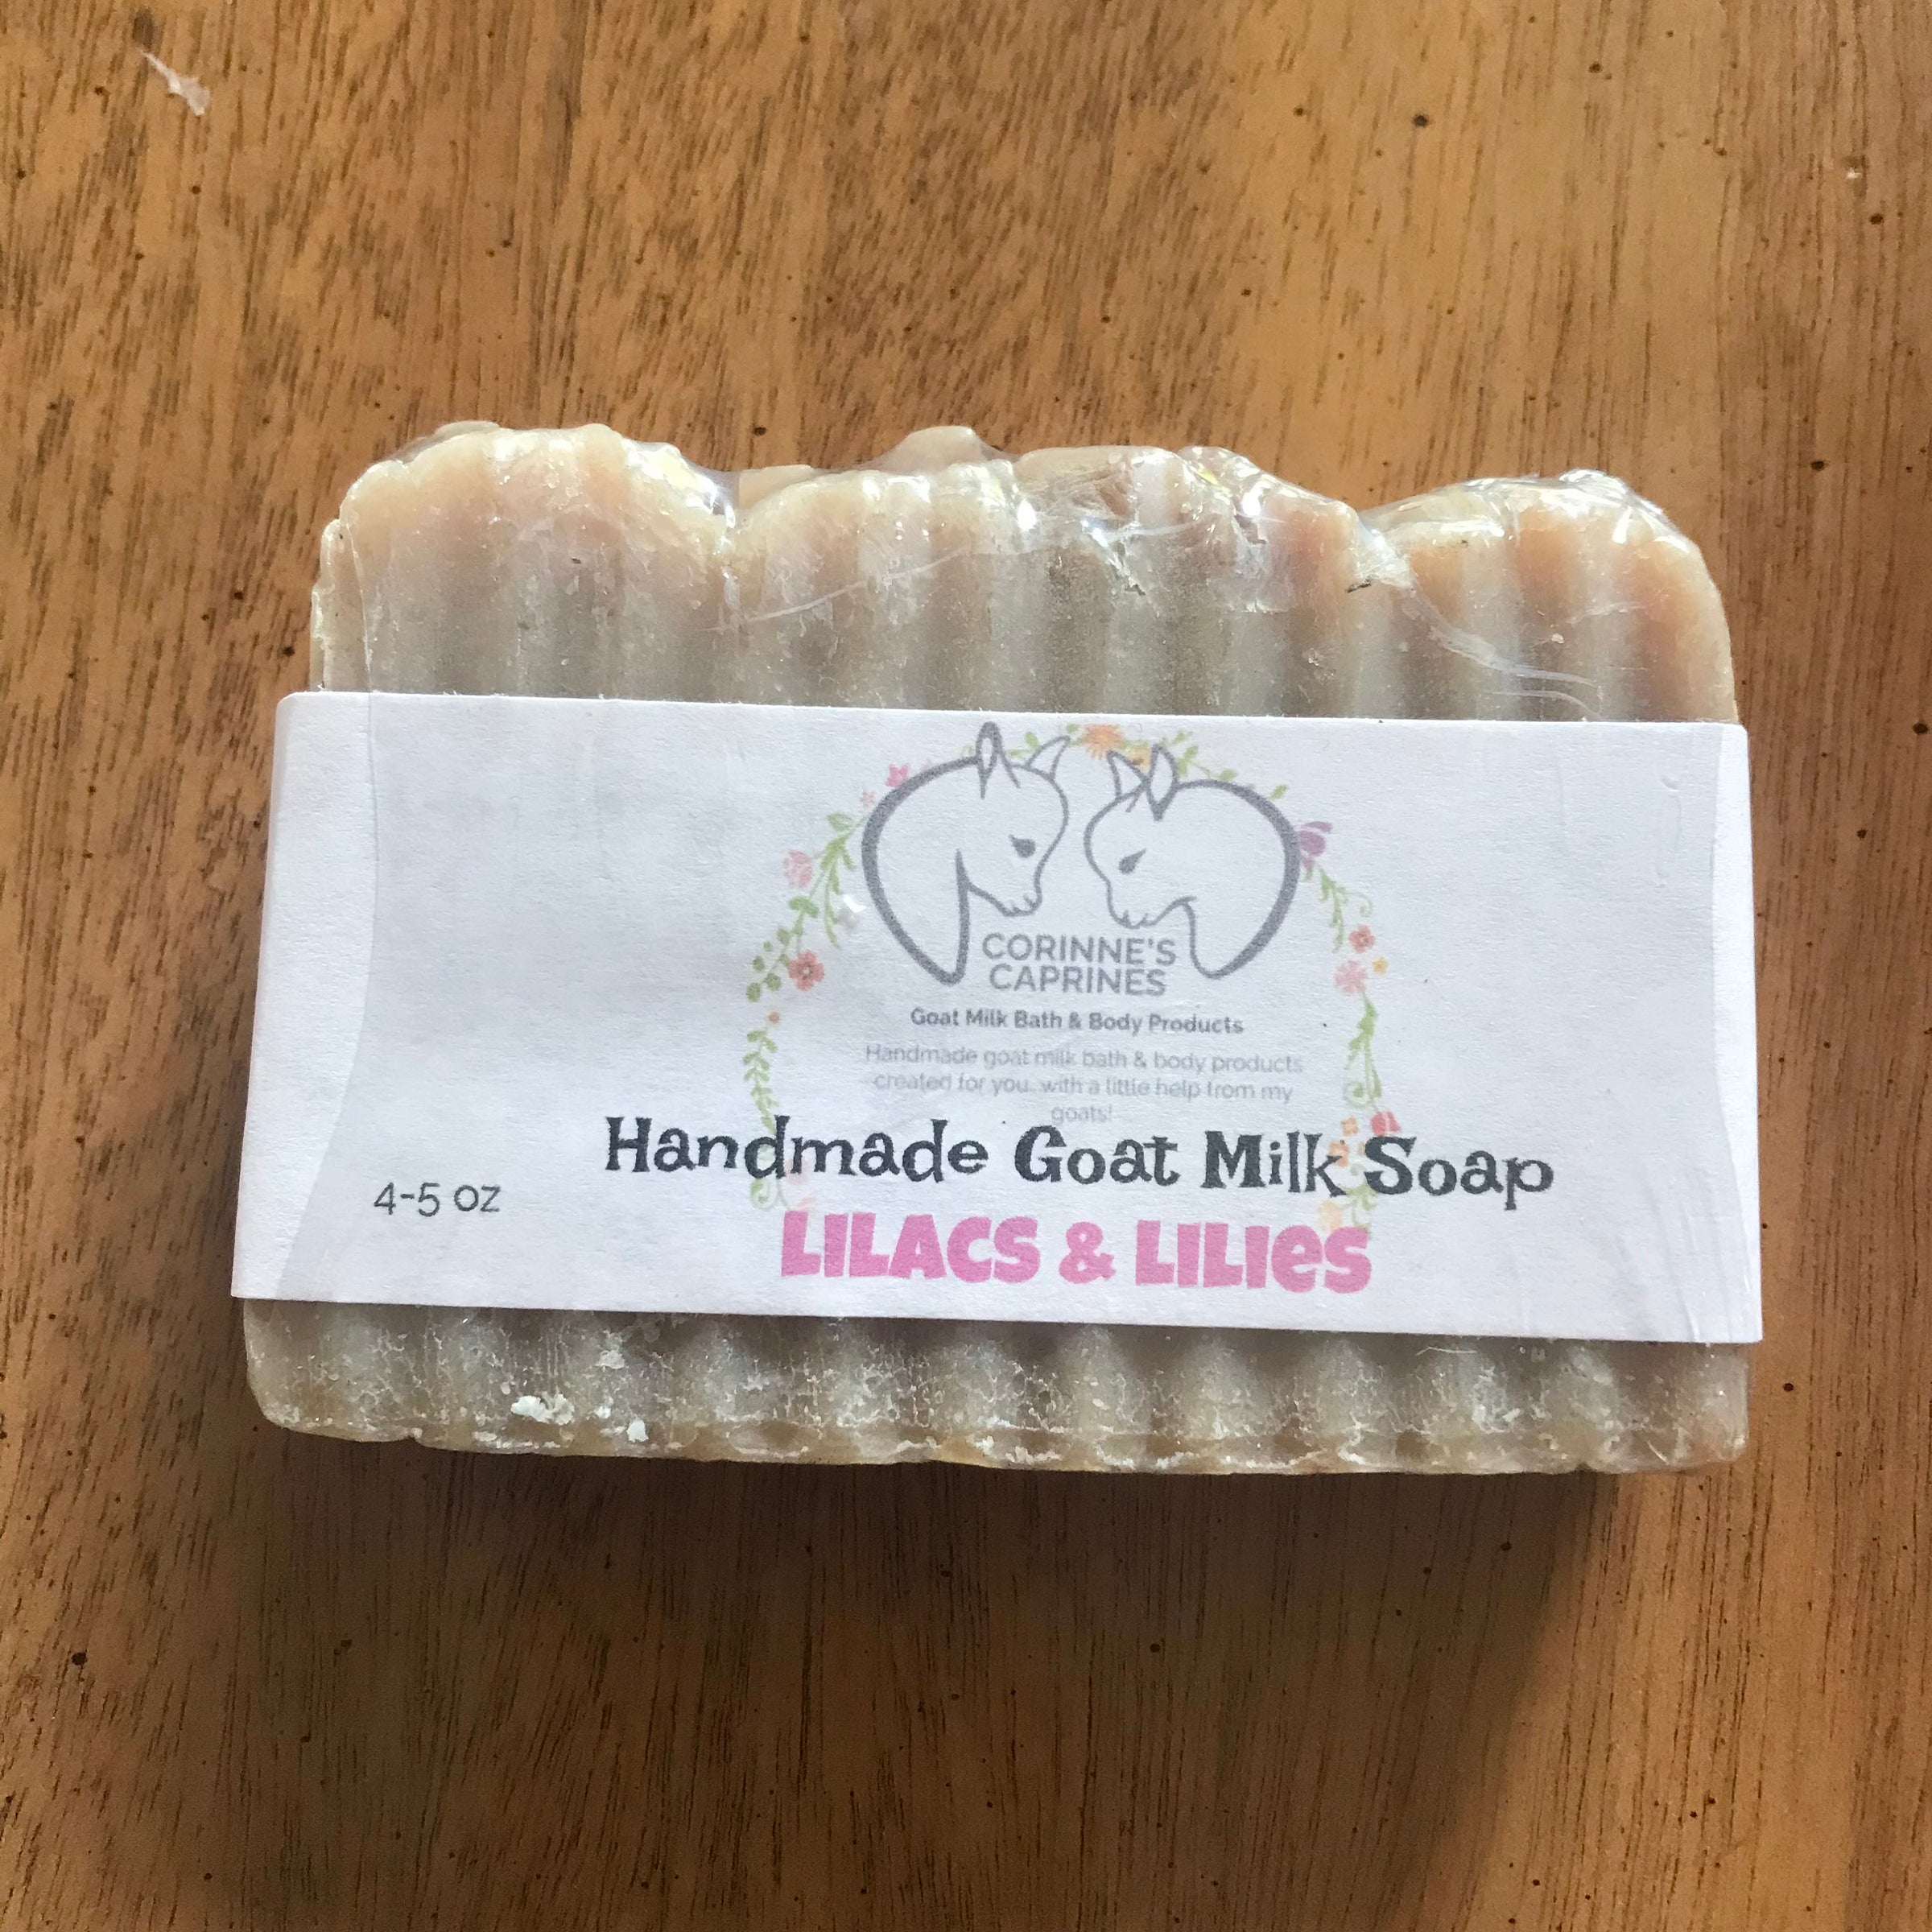 CORINNE'S
CAPRINES
Goat Milk Bath & Body Products
Handmade goat milk bath & body products
created for you...with a little help from my
goats!
Handmade Goat Milk Soap
4-5 oz
LILACS & LILIES